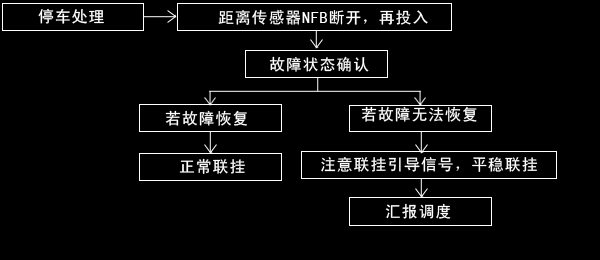 停车处理
距离传感器NFB断开，再投入
故障状态确认
若故障恢复
若故障无法恢复
正常联挂
注意联挂引导信号，平稳联挂
汇报调度